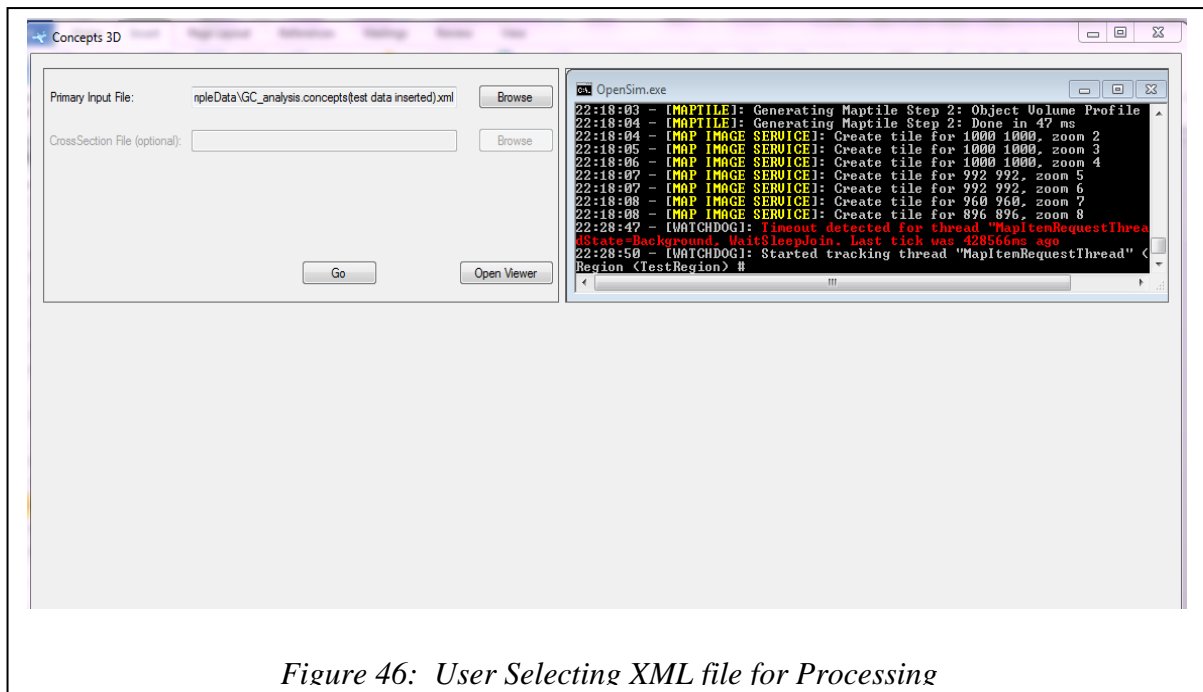 Concepts 3D
Primary Input File:
npleData\GC_analysis.concepts(test data inserted).xml
Browse
CrossSection File (optional):
Browse
Go
Open Viewer
OpenSim.exe
22:18:03 - [MAPTILE]: Generating Maptile Step 2: Object Volume Profile
22:18:04 - [MAPTILE]: Generating Maptile Step 2: Done in 47 ms
22:18:04 - [MAP IMAGE SERVICE]: Create tile for 1000 1000, zoom 2
22:18:05 - [MAP IMAGE SERVICE]: Create tile for 1000 1000, zoom 3
22:18:06 - [MAP IMAGE SERVICE]: Create tile for 1000 1000, zoom 4
22:18:07 - [MAP IMAGE SERVICE]: Create tile for 992 992, zoom 5
22:18:07 - [MAP IMAGE SERVICE]: Create tile for 992 992, zoom 6
22:18:08 - [MAP IMAGE SERVICE]: Create tile for 960 960, zoom 7
22:18:08 - [MAP IMAGE SERVICE]: Create tile for 896 896, zoom 8
22:28:47 - [WATCHDOG]: Timeout detected for thread "MapItemRequestThrea
dState=Background, WaitSleepJoin. Last tick was 428566ms ago
22:28:50 - [WATCHDOG]: Started tracking thread "MapItemRequestThread" (
Region (TestRegion) #
Figure 46: User Selecting XML file for Processing